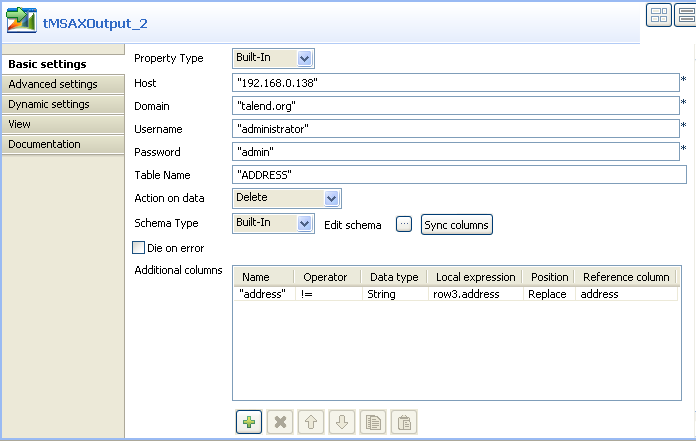 tMSAXOutput_2
Basic settings
Advanced settings
Dynamic settings
View
Documentation
Property Type Built-In
Host "192.168.0.138" *
Domain "talend.org" *
Username "administrator" *
Password "admin" *
Table Name "ADDRESS"
Action on data Delete
Schema Type Built-In Edit schema ... Sync columns
Die on error
Additional columns
Name Operator Data type Local expression Position Reference column
"address" != String row3.address Replace address